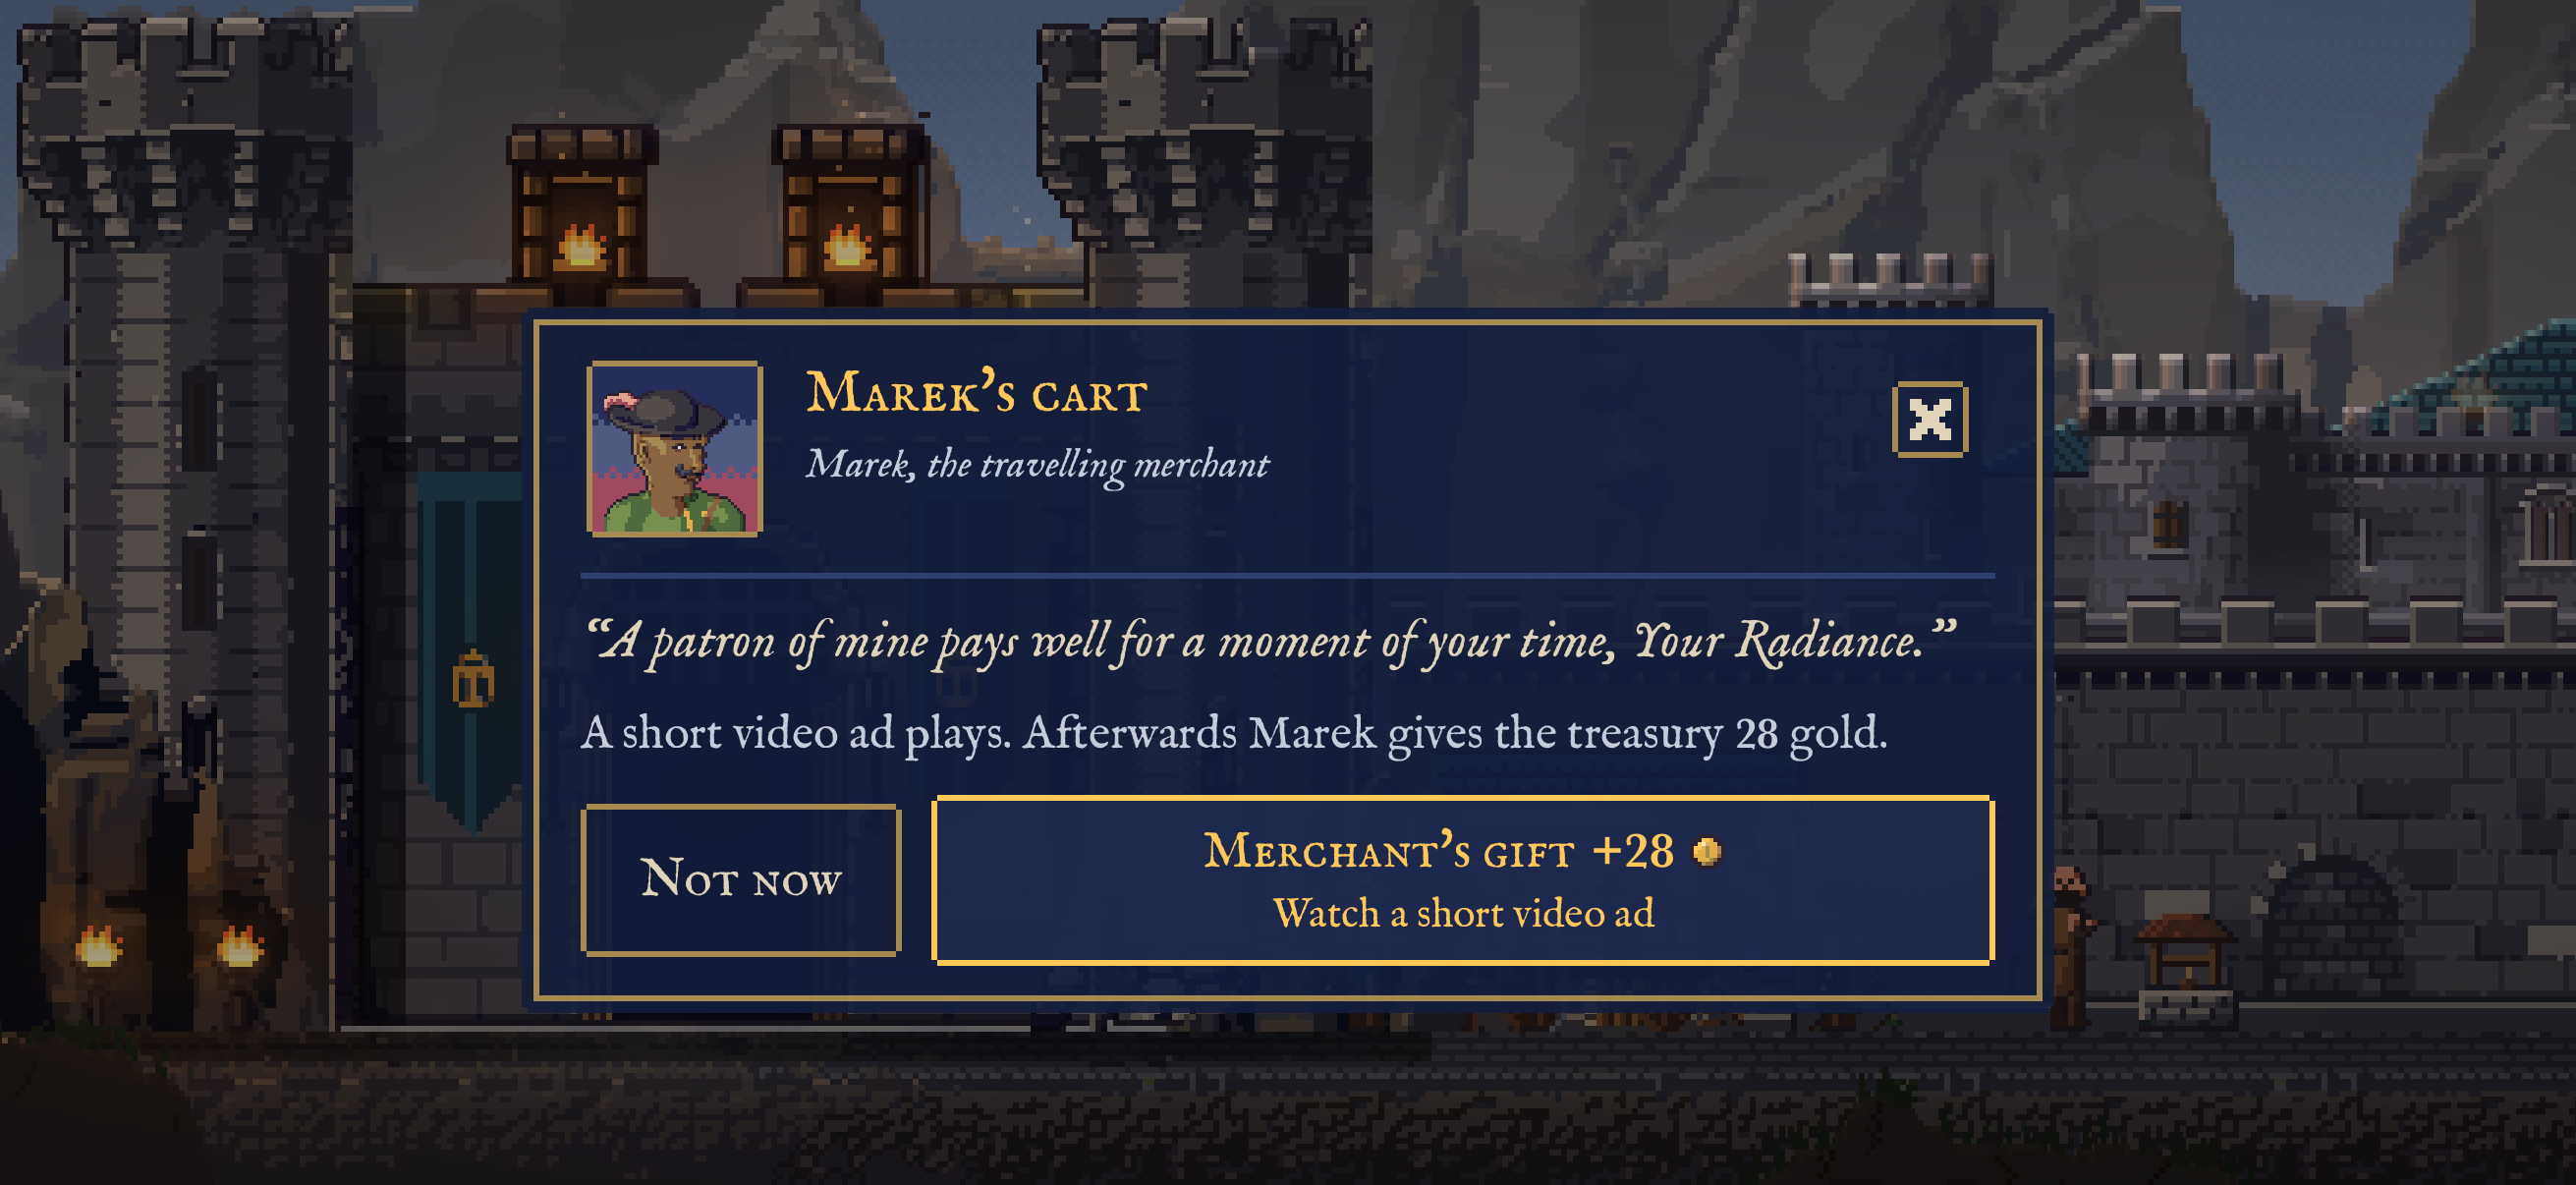 Marek’s cart
Marek, the travelling merchant
“A patron of mine pays well for a moment of your time, Your Radiance.”
A short video ad plays. Afterwards Marek gives the treasury 28 gold.
Not now
Merchant’s gift +28
Watch a short video ad